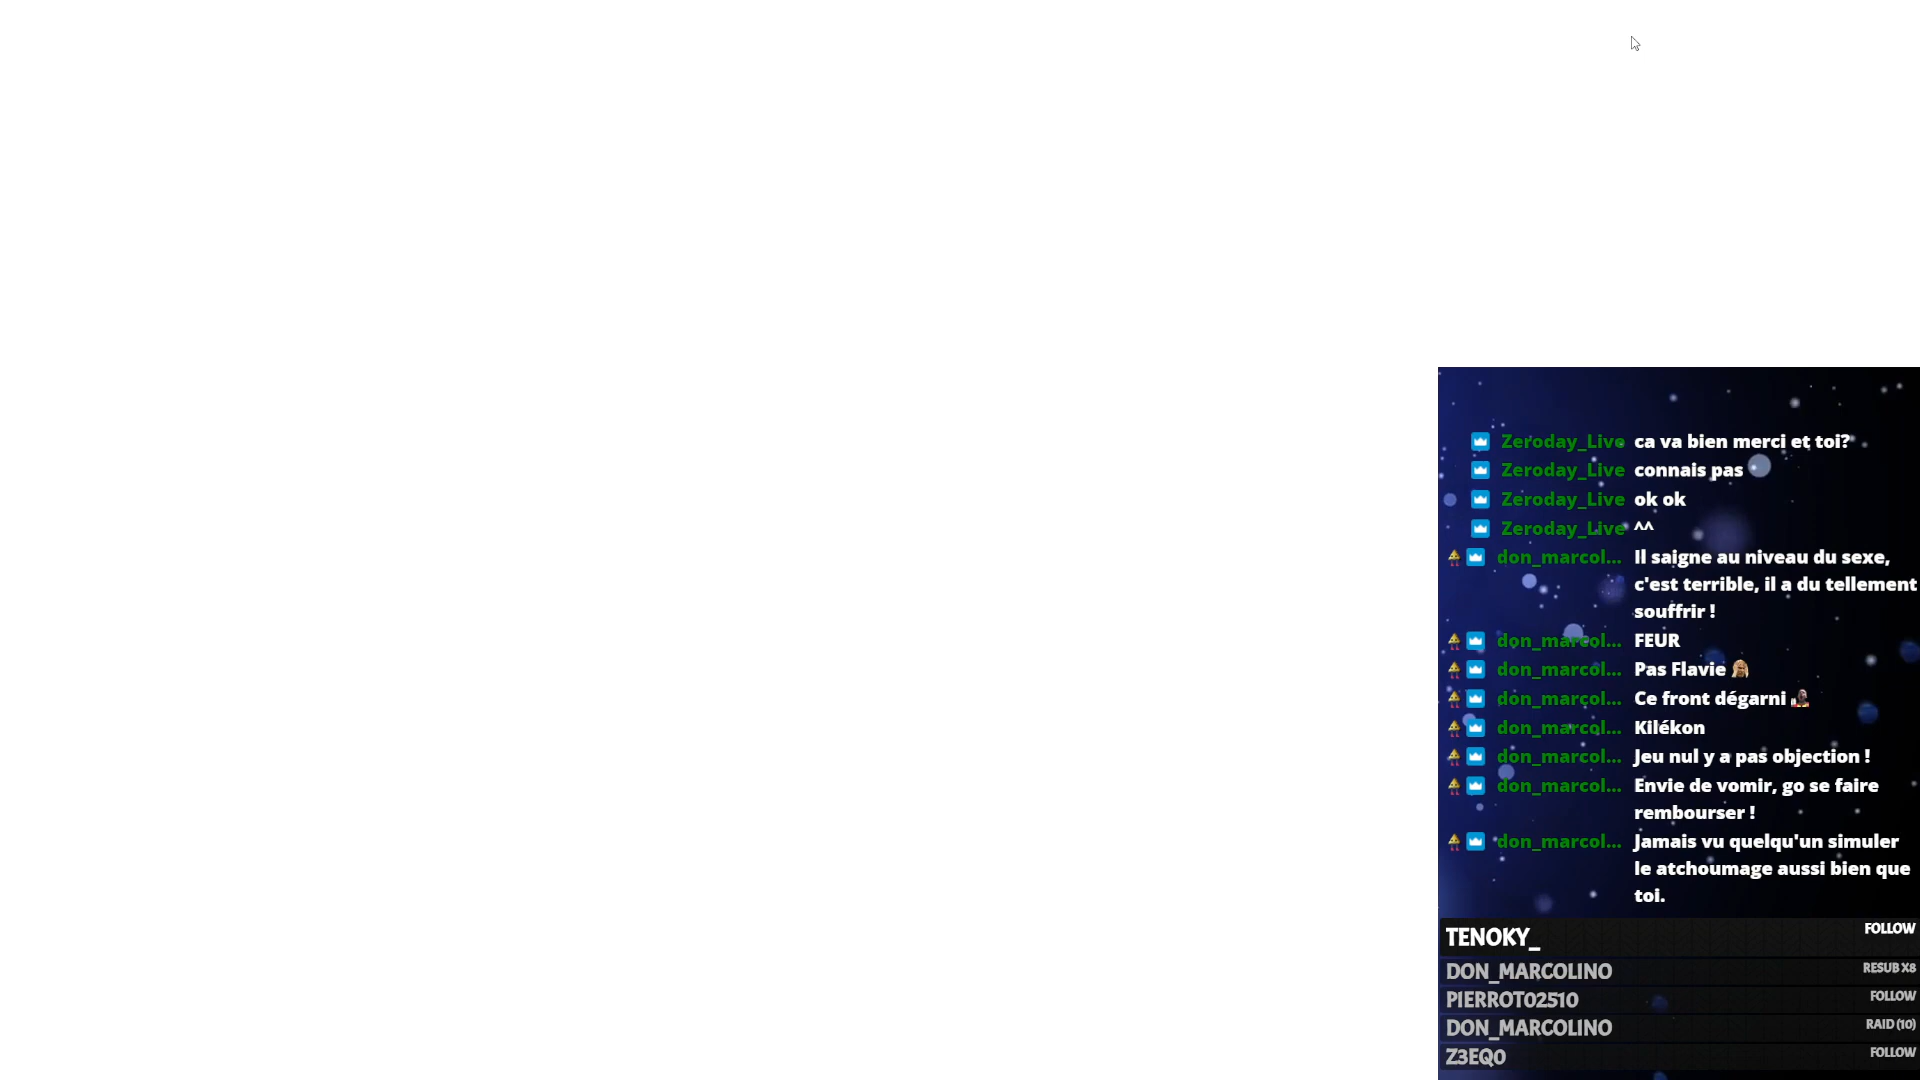 Zeroday_Live ca va bien merci et toi?
Zeroday_Live connais pas
Zeroday_Live ok ok
Zeroday_Live ^^
don_marcol... Il saigne au niveau du sexe,
c'est terrible, il a du tellement
souffrir !
don_marcol... FEUR
don_marcol... Pas Flavie
don_marcol... Ce front dégarni
don_marcol... Kilékon
don_marcol... Jeu nul y a pas objection !
don_marcol... Envie de vomir, go se faire
rembourser !
don_marcol... Jamais vu quelqu'un simuler
le atchoumage aussi bien que
toi.
TENOKY_ FOLLOW
DON_MARCOLINO RESUB X8
PIERROT02510 FOLLOW
DON_MARCOLINO RAID (10)
Z3EQ0 FOLLOW